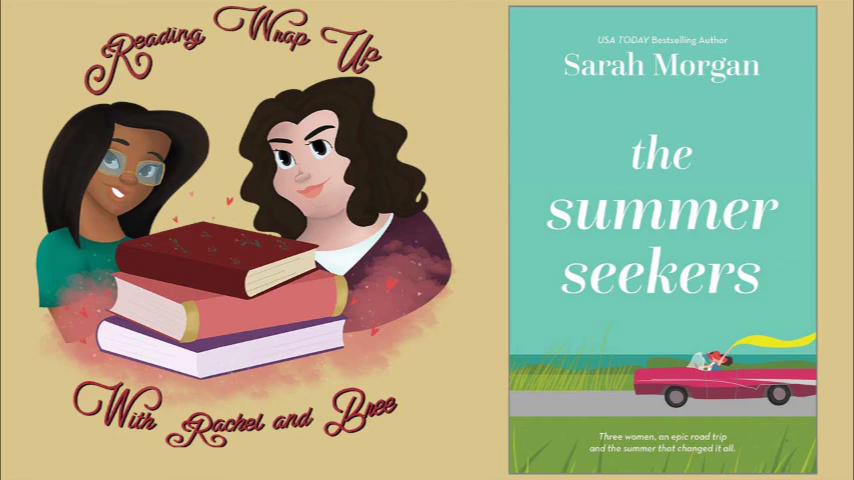 Reading Wrap Up
With Rachel and Bree
USA TODAY Bestselling Author
Sarah Morgan
the
summer
seekers
Three women, an epic road trip
and the summer that changed it all.